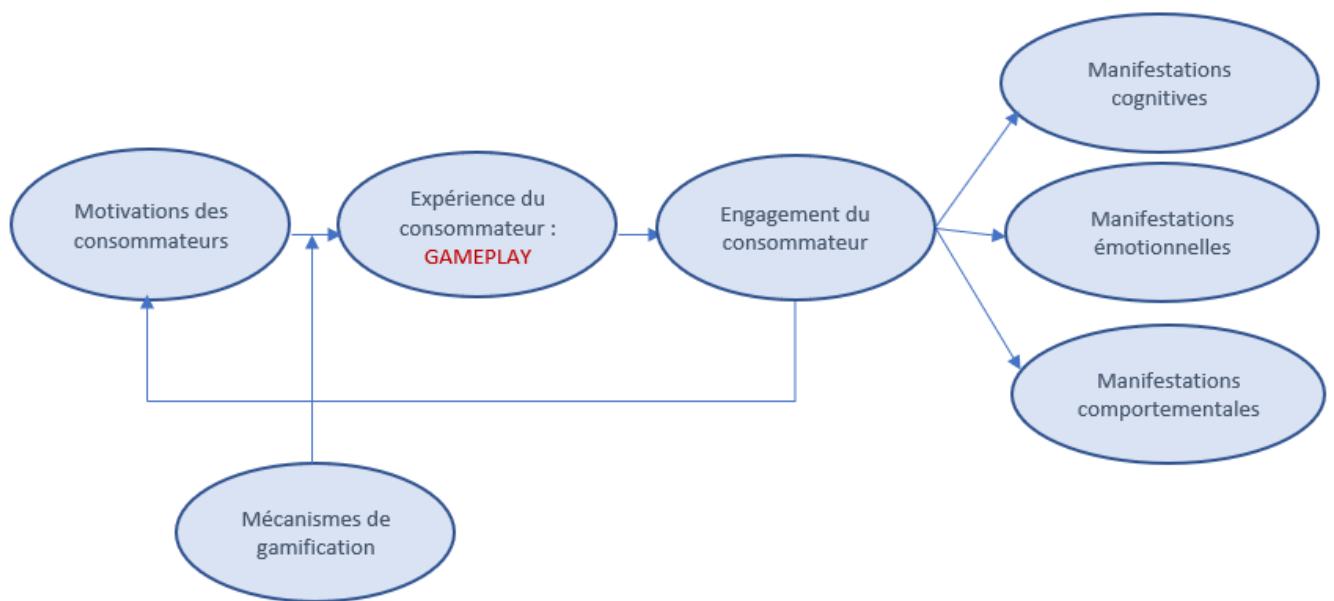 Manifestations
cognitives
Motivations des
consommateurs
Expérience du
consommateur :
GAMEPLAY
Engagement du
consommateur
Manifestations
émotionnelles
Manifestations
comportementales
Mécanismes de
gamification